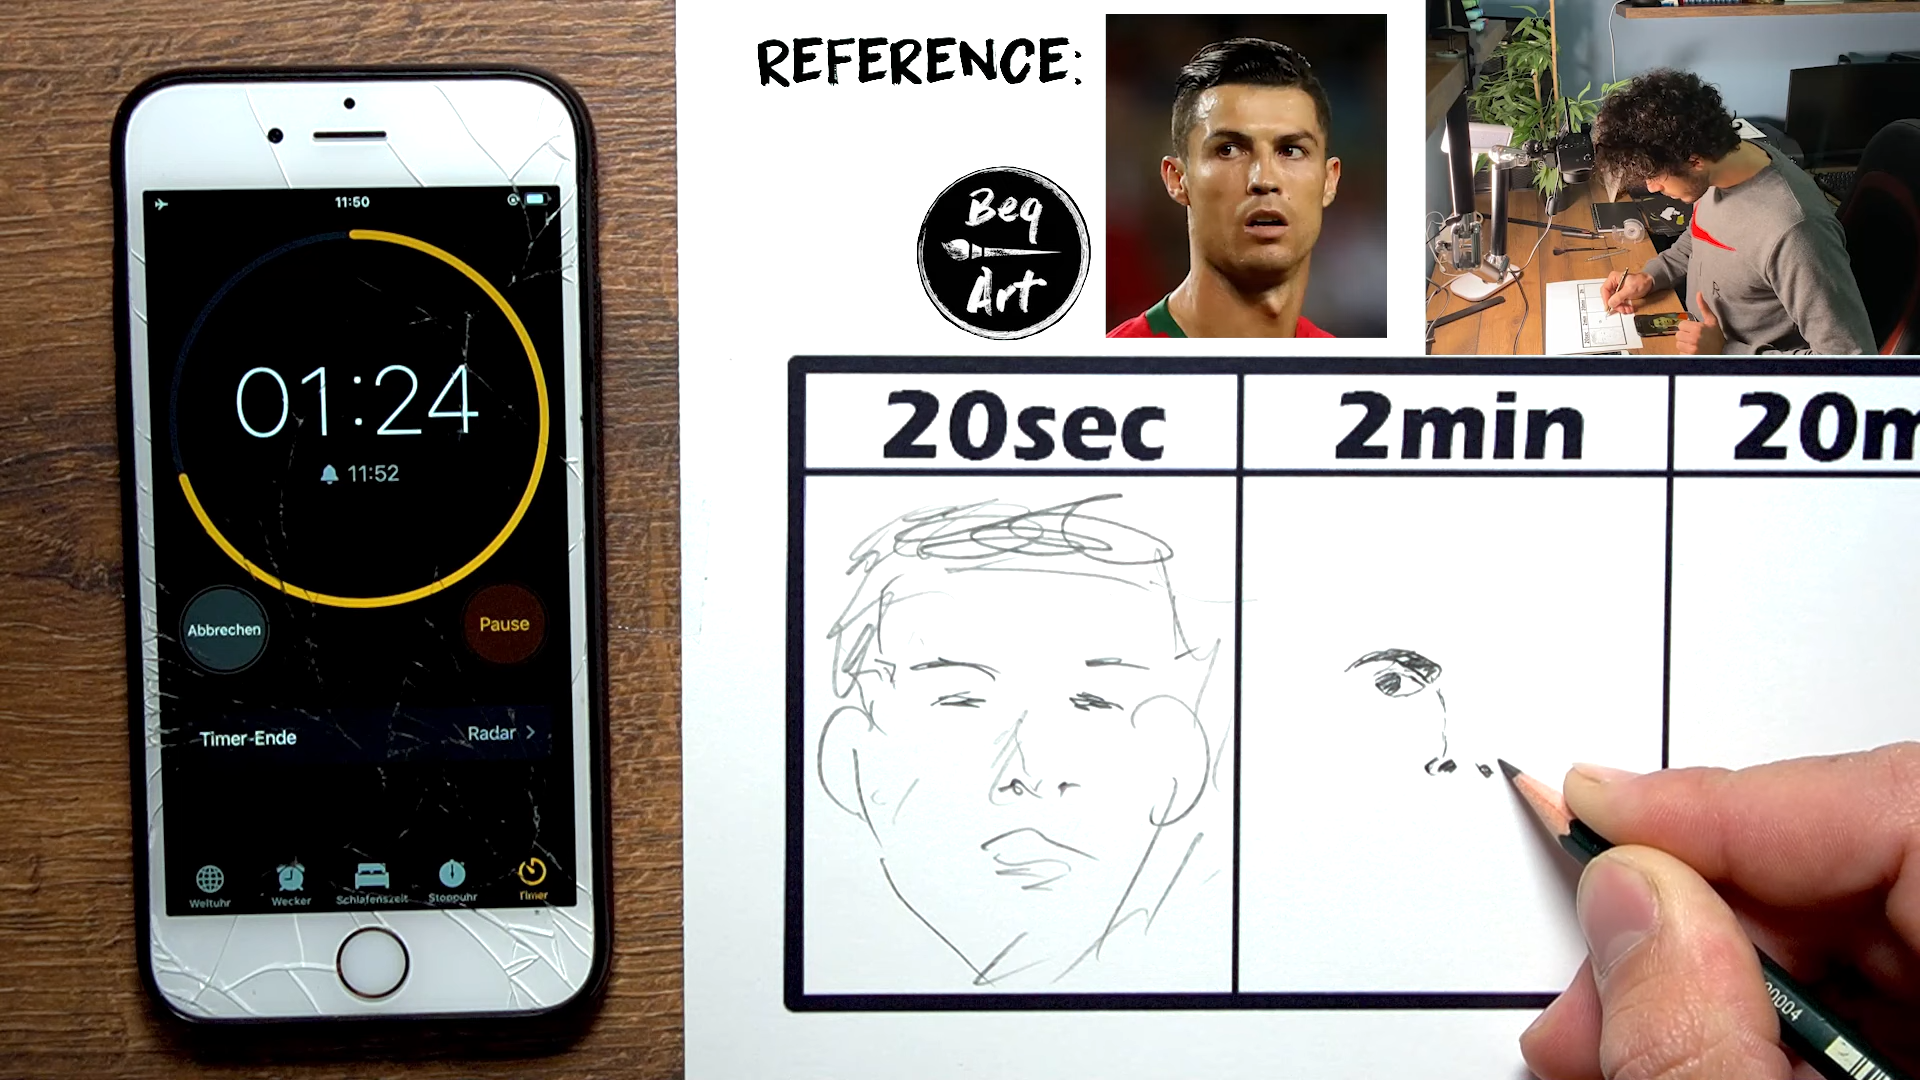 11:50
01:24
11:52
Abbrechen
Pause
Timer-Ende
Radar
Weltuhr
Wecker
Schlafenszeit
Stoppuhr
Timer
REFERENCE:
Beq
Art
20sec
2min
20m
00004